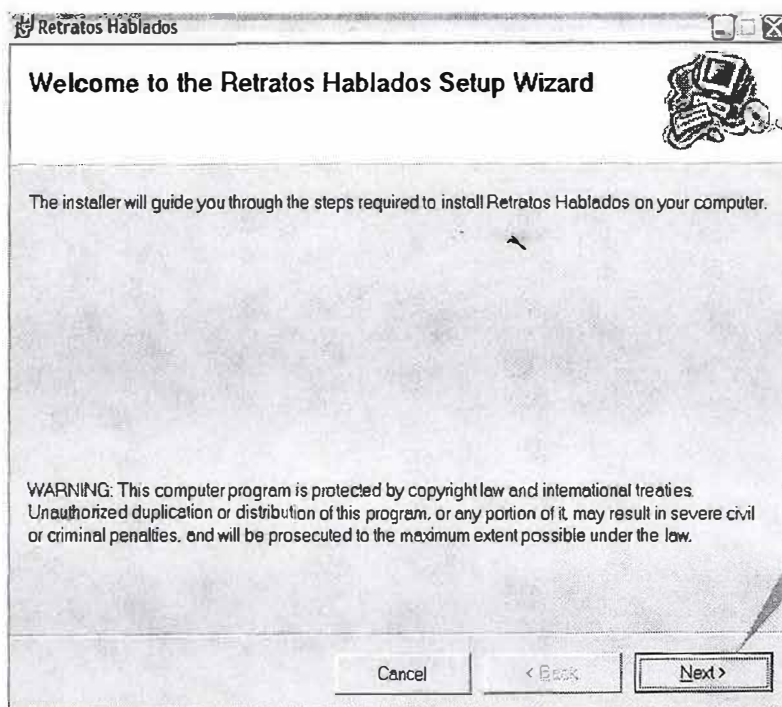 Retratos Hablados
Welcome to the Retratos Hablados Setup Wizard
The installer will guide you through the steps required to install Retratos Hablados on your computer.
WARNING: This computer program is protected by copyright law and international treaties.
Unauthorized duplication or distribution of this program, or any portion of it, may result in severe civil
or criminal penalties, and will be prosecuted to the maximum extent possible under the law.
Cancel
< Back
Next >